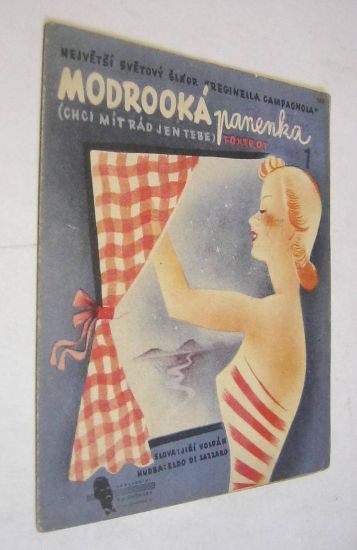 NEJVĚTŠÍ SVĚTOVÝ ŠLÁGR "REGINELLA CAMPAGNOLA"
MODROOKÁ panenka
(CHCI MÍT RÁD JEN TEBE) FOXTROT
1
SLOVA: JIŘÍ VOLDÁN
HUDBA: ELDO DI LAZZARO